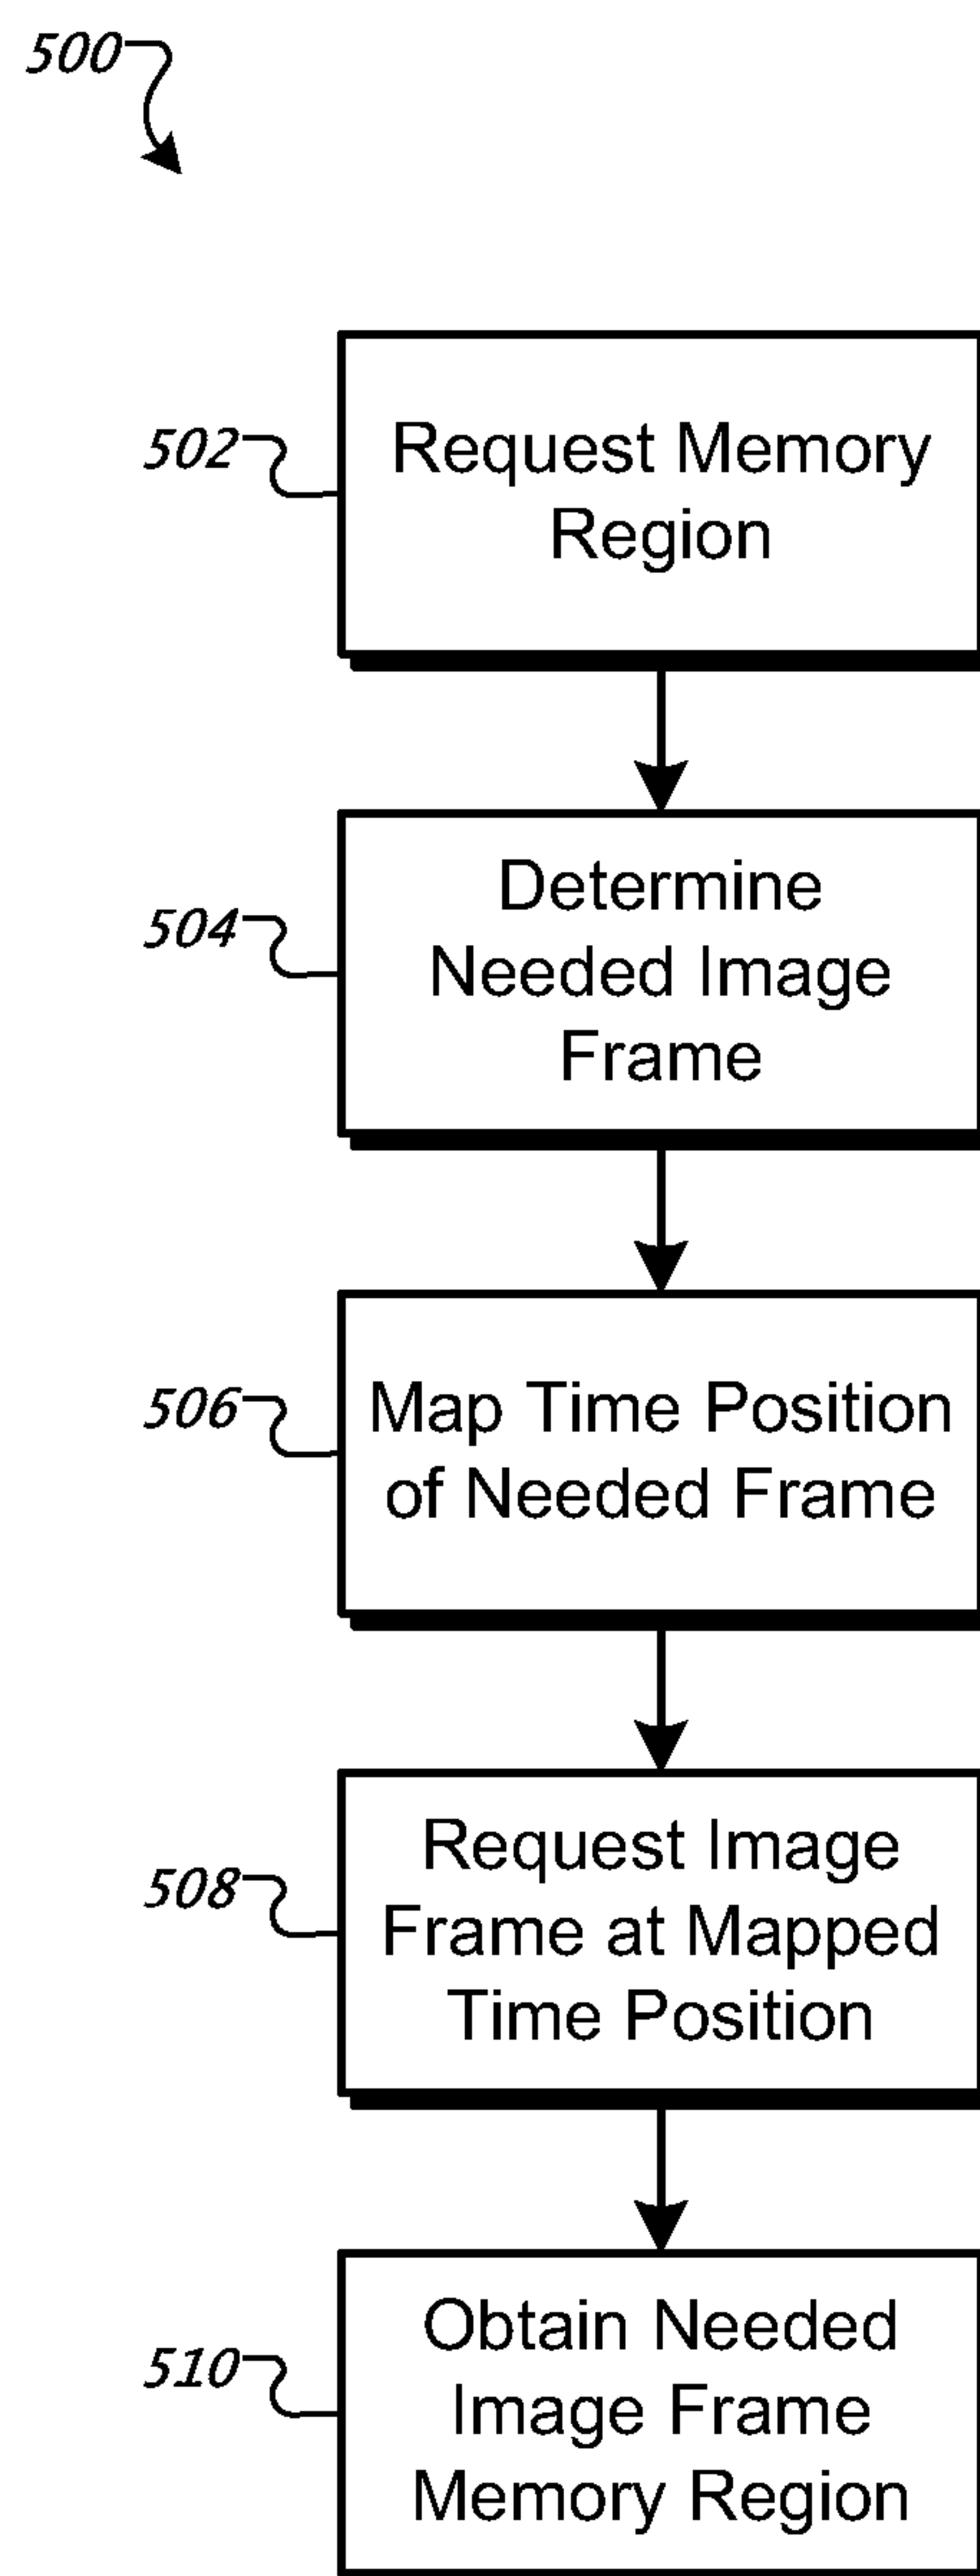 500
502
Request Memory
Region
504
Determine
Needed Image
Frame
506
Map Time Position
of Needed Frame
508
Request Image
Frame at Mapped
Time Position
510
Obtain Needed
Image Frame
Memory Region